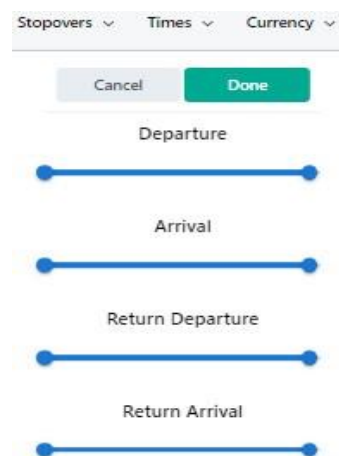 Stopovers Times Currency
Cancel Done
Departure
Arrival
Return Departure
Return Arrival